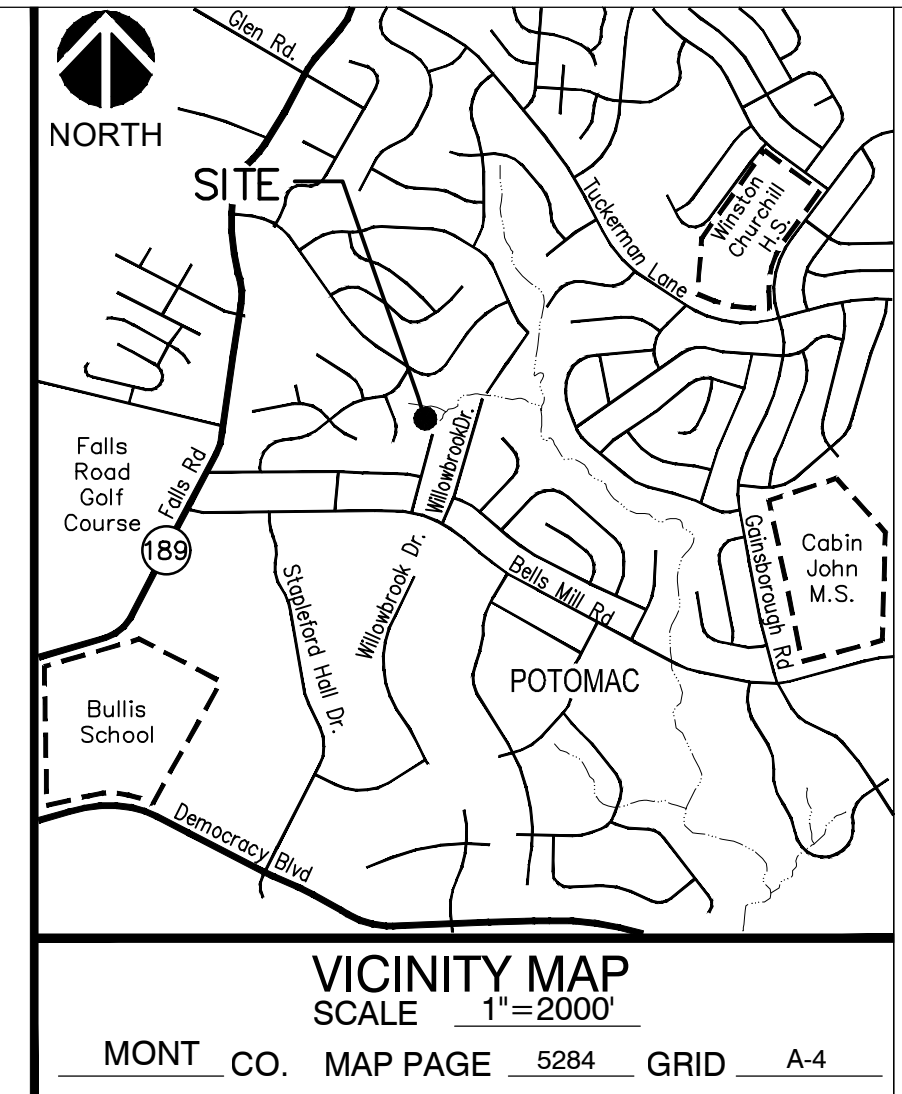 Glen Rd.
NORTH
SITE
Tuckerman Lane
Winston
Churchill
H.S.
Falls
Road
Golf
Course
Falls Rd
189
WillowbrookDr.
Willowbrook Dr.
Stapleford Hall Dr.
Bells Mill Rd
Gainsborough Rd
Cabin
John
M.S.
POTOMAC
Bullis
School
Democracy Blvd
VICINITY MAP
SCALE 1"=2000'
MONT CO. MAP PAGE 5284 GRID A-4